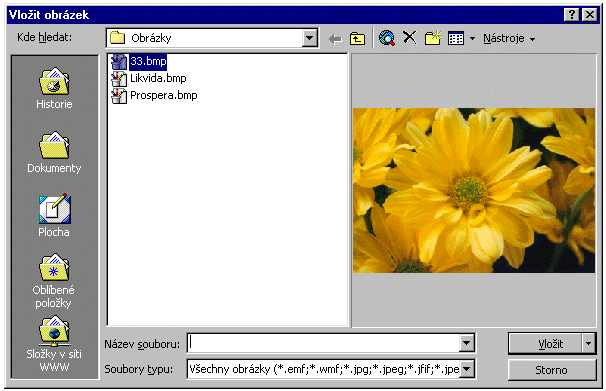 Vložit obrázek
Kde hledat:
Obrázky
Nástroje
33.bmp
Likvida.bmp
Prospera.bmp
Historie
Dokumenty
Plocha
Oblíbené
položky
Složky v síti
WWW
Název souboru:
Vložit
Soubory typu:
Všechny obrázky (*.emf;*.wmf;*.jpg;*.jpeg;*.jfif;*.jpe
Storno